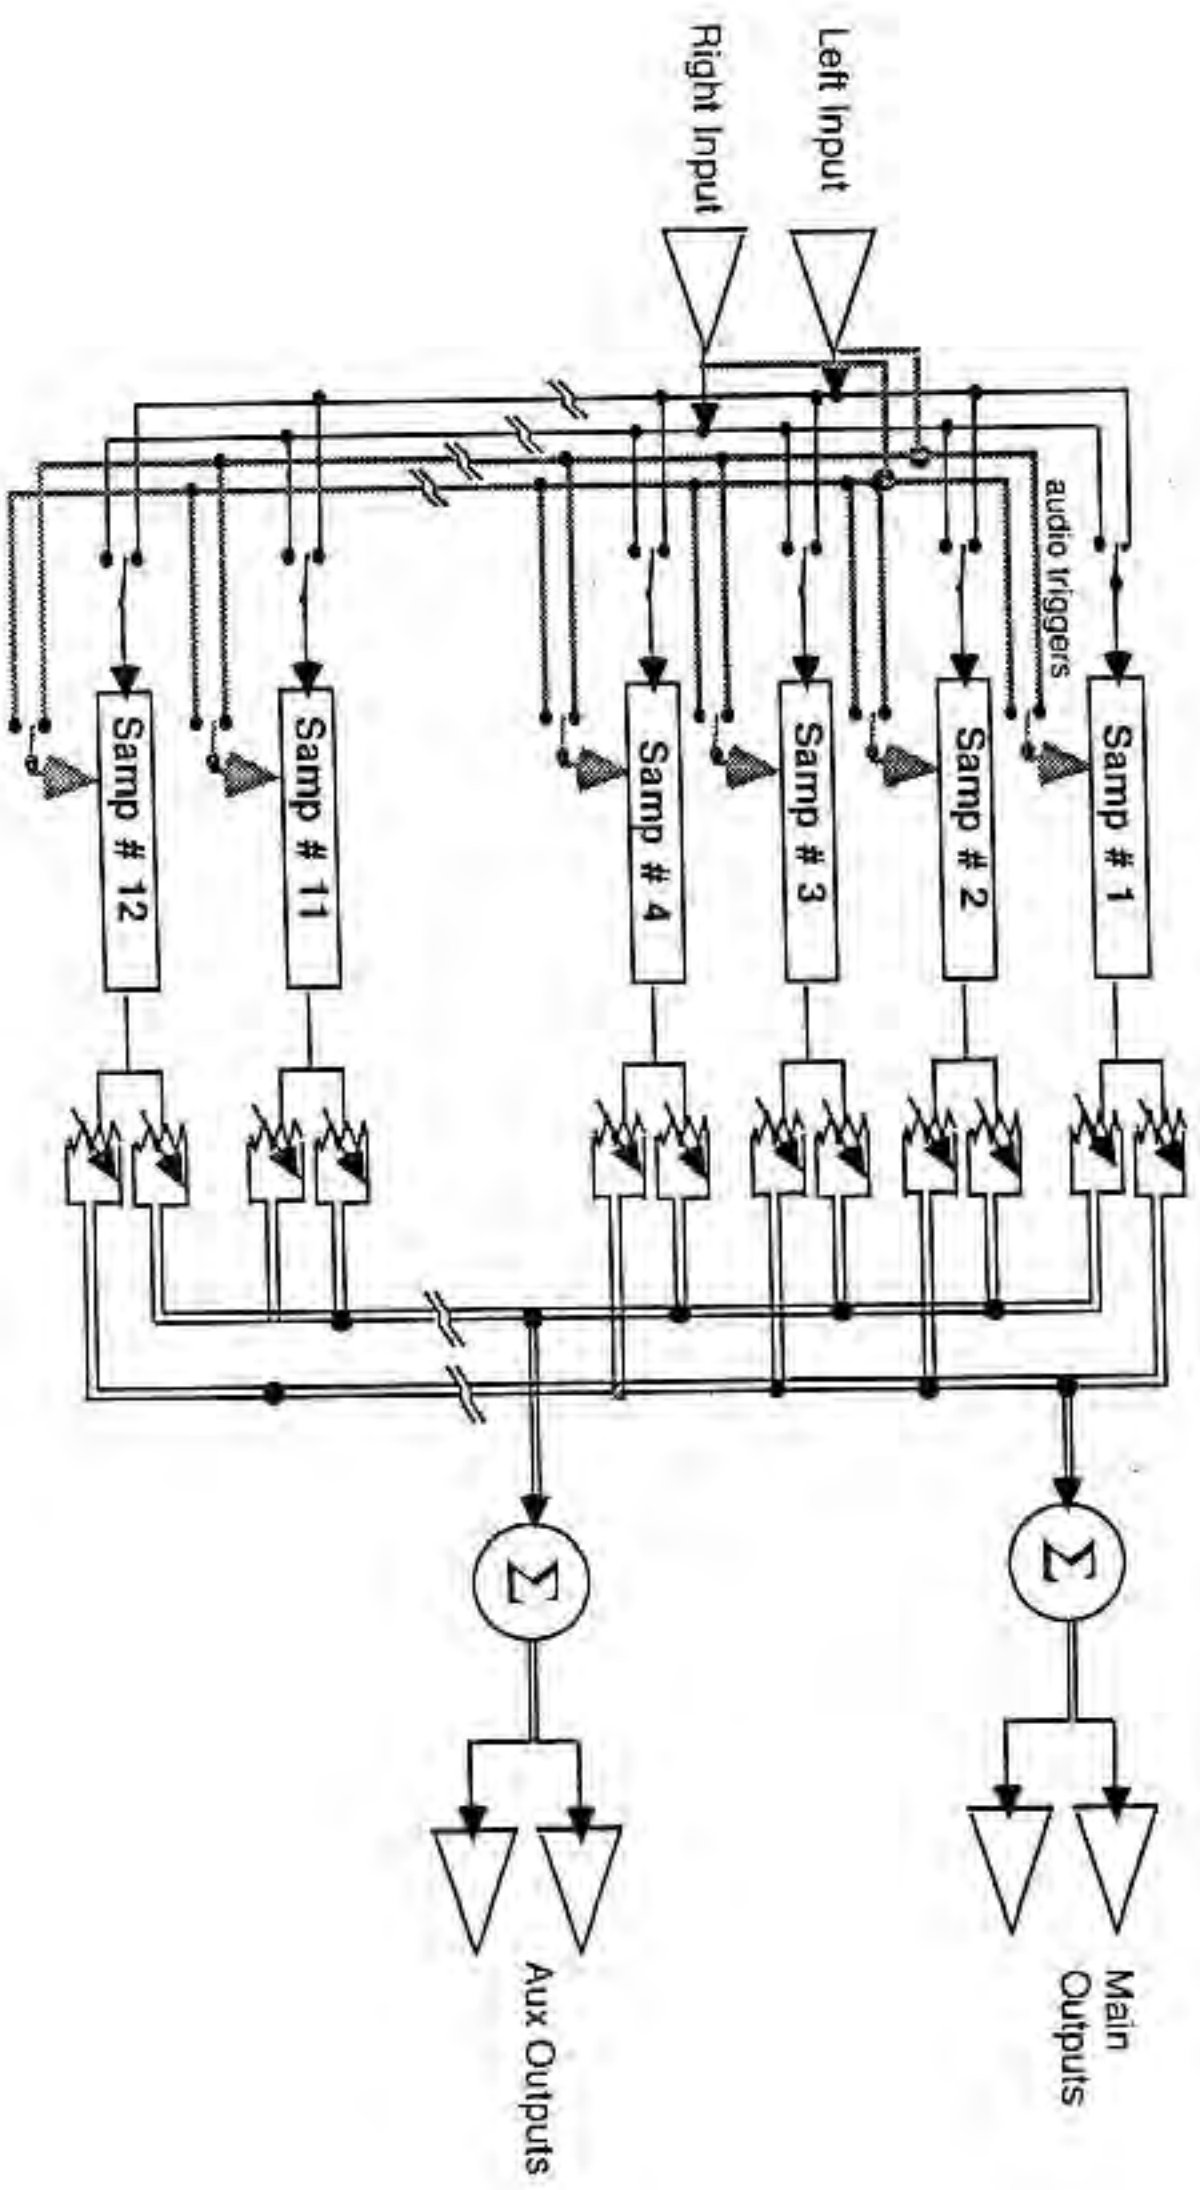 Left Input
Right Input
audio triggers
Samp # 1
Samp # 2
Samp # 3
Samp # 4
Samp # 11
Samp # 12
Σ
Σ
Main
Outputs
Aux Outputs